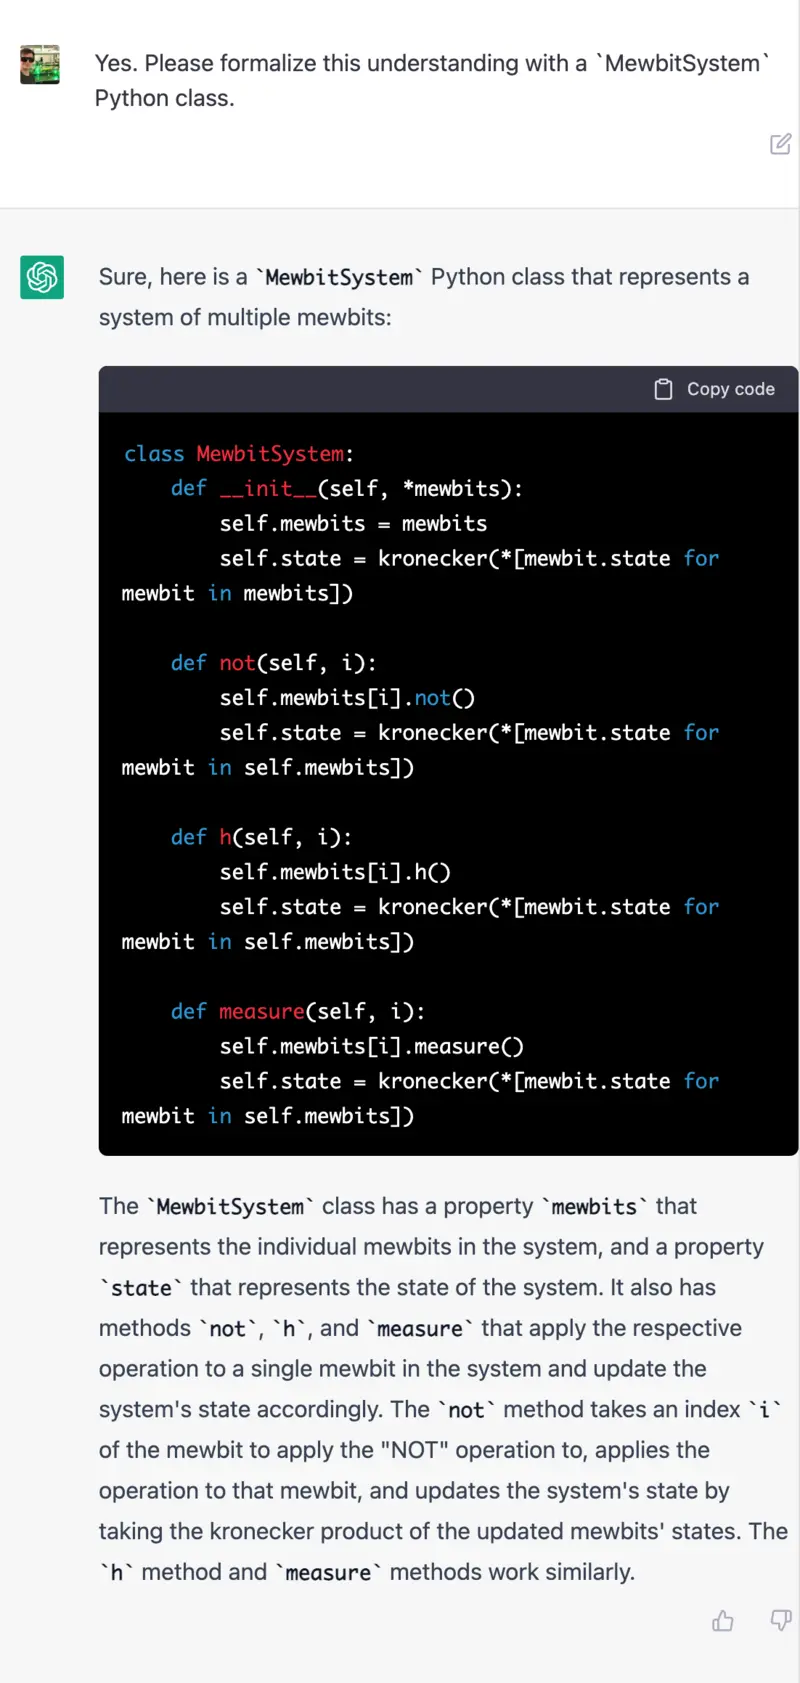 Yes. Please formalize this understanding with a `MewbitSystem`
Python class.
Sure, here is a `MewbitSystem` Python class that represents a
system of multiple mewbits:
Copy code
class MewbitSystem:
    def __init__(self, *mewbits):
        self.mewbits = mewbits
        self.state = kronecker(*[mewbit.state for
mewbit in mewbits])
    def not(self, i):
        self.mewbits[i].not()
        self.state = kronecker(*[mewbit.state for
mewbit in self.mewbits])
    def h(self, i):
        self.mewbits[i].h()
        self.state = kronecker(*[mewbit.state for
mewbit in self.mewbits])
    def measure(self, i):
        self.mewbits[i].measure()
        self.state = kronecker(*[mewbit.state for
mewbit in self.mewbits])
The `MewbitSystem` class has a property `mewbits` that
represents the individual mewbits in the system, and a property
`state` that represents the state of the system. It also has
methods `not`, `h`, and `measure` that apply the respective
operation to a single mewbit in the system and update the
system's state accordingly. The `not` method takes an index `i`
of the mewbit to apply the "NOT" operation to, applies the
operation to that mewbit, and updates the system's state by
taking the kronecker product of the updated mewbits' states. The
`h` method and `measure` methods work similarly.